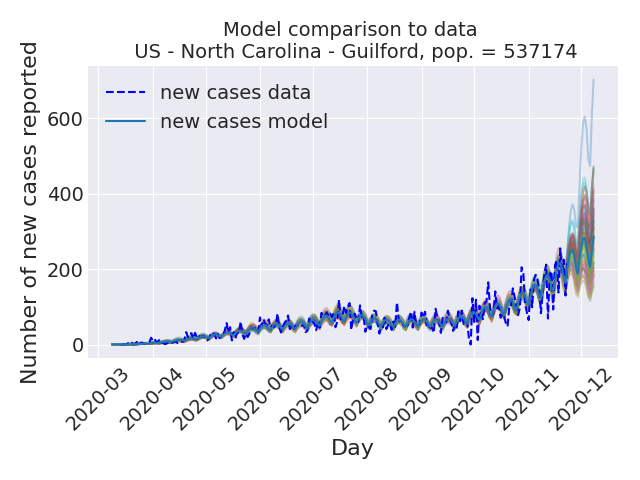 Model comparison to data
US - North Carolina - Guilford, pop. = 537174
Number of new cases reported
600
400
200
0
new cases data
new cases model
2020-03
2020-04
2020-05
2020-06
2020-07
2020-08
2020-09
2020-10
2020-11
2020-12
Day